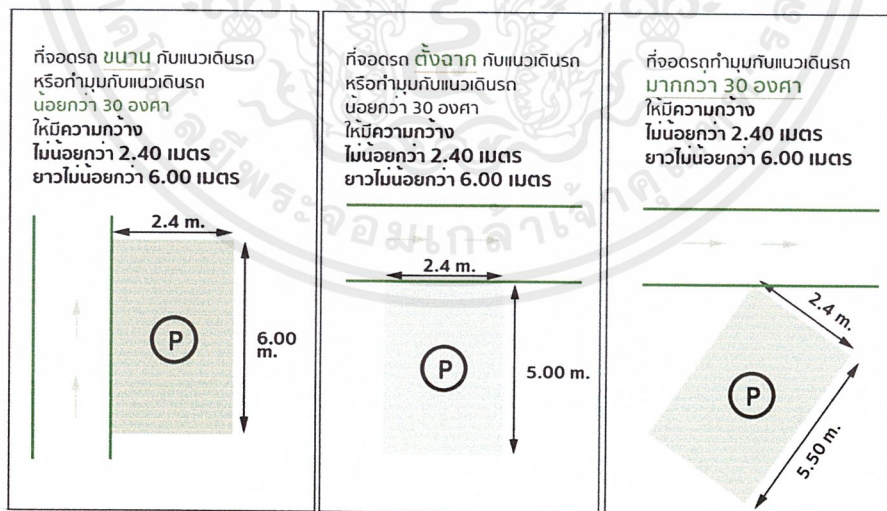 ที่จอดรถ ขนาน กับแนวเดินรถ
หรือทำมุมกับแนวเดินรถ
น้อยกว่า 30 องศา
ให้มีความกว้าง
ไม่น้อยกว่า 2.40 เมตร
ยาวไม่น้อยกว่า 6.00 เมตร
2.4 m.
P
6.00
m.
ที่จอดรถ ตั้งฉาก กับแนวเดินรถ
หรือทำมุมกับแนวเดินรถ
น้อยกว่า 30 องศา
ให้มีความกว้าง
ไม่น้อยกว่า 2.40 เมตร
ยาวไม่น้อยกว่า 6.00 เมตร
2.4 m.
P
5.00 m.
ที่จอดรถทำมุมกับแนวเดินรถ
มากกว่า 30 องศา
ให้มีความกว้าง
ไม่น้อยกว่า 2.40 เมตร
ยาวไม่น้อยกว่า 6.00 เมตร
2.4 m.
P
5.50 m.